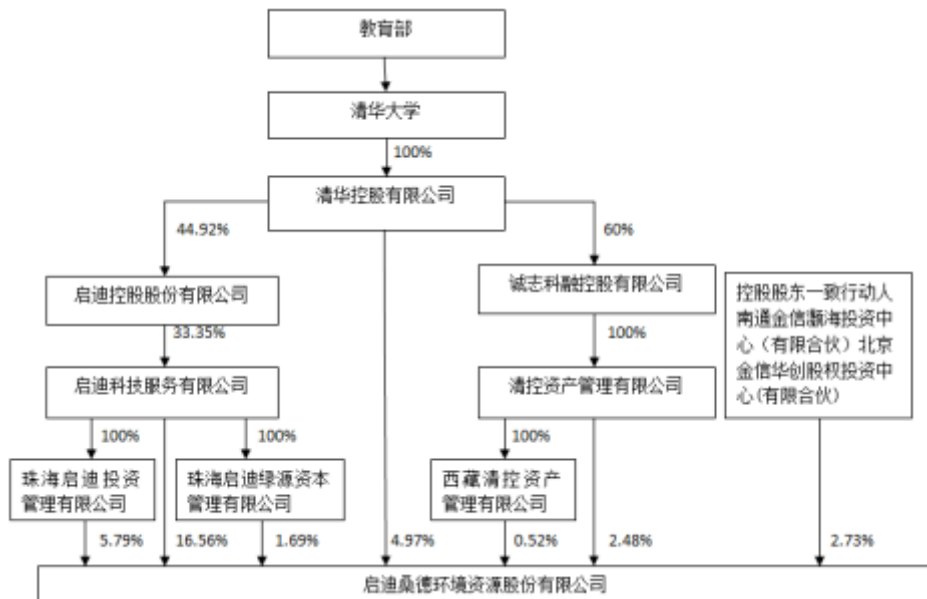 教育部
清华大学
100%
清华控股有限公司
44.92%
60%
启迪控股股份有限公司
诚志科融控股有限公司
控股股东一致行动人
南通金信灏海投资中
心（有限合伙）北京
金信华创股权投资中
心(有限合伙)
33.35%
100%
启迪科技服务有限公司
清控资产管理有限公司
100%
100%
100%
珠海启迪投资
管理有限公司
珠海启迪绿源资本
管理有限公司
西藏清控资产
管理有限公司
5.79%
16.56%
1.69%
4.97%
0.52%
2.48%
2.73%
启迪桑德环境资源股份有限公司